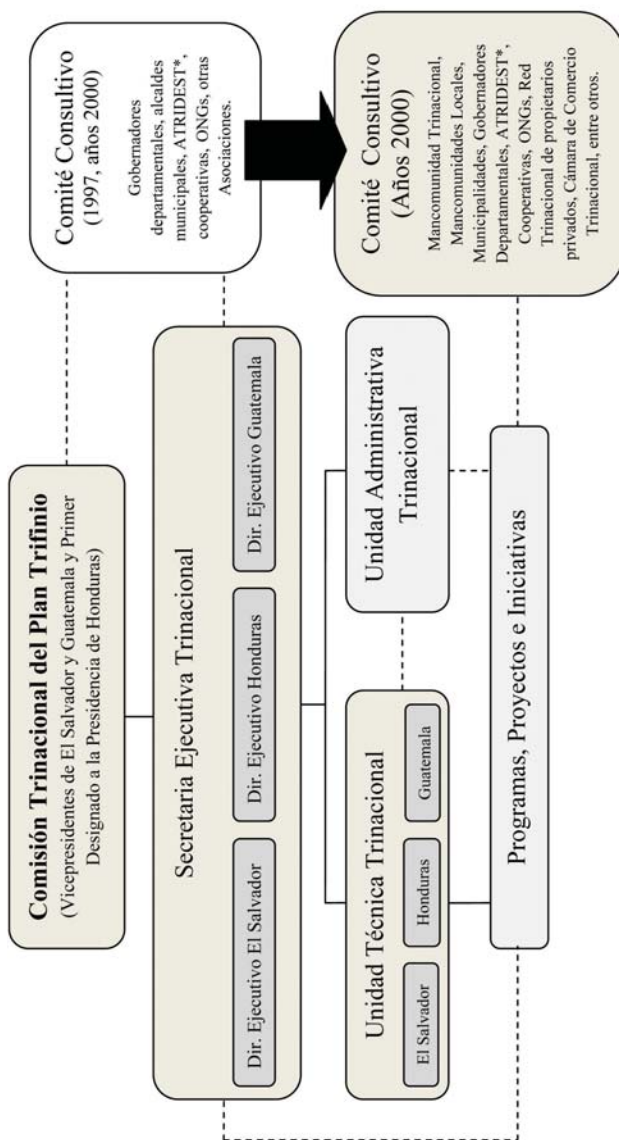 Comisión Trinacional del Plan Trifinio
(Vicepresidentes de El Salvador y Guatemala y Primer
Designado a la Presidencia de Honduras)
Comité Consultivo
(1997, años 2000)
Gobernadores
departamentales, alcaldes
municipales, ATRIDEST*,
cooperativas, ONGs, otras
Asociaciones.
Secretaria Ejecutiva Trinacional
Dir. Ejecutivo El Salvador
Dir. Ejecutivo Honduras
Dir. Ejecutivo Guatemala
Unidad Técnica Trinacional
El Salvador
Honduras
Guatemala
Unidad Administrativa
Trinacional
Comité Consultivo
(Años 2000)
Mancomunidad Trinacional,
Mancomunidades Locales,
Municipalidades, Gobernadores
Departamentales, ATRIDEST*,
Cooperativas, ONGs, Red
Trinacional de propietarios
privados, Cámara de Comercio
Trinacional, entre otros.
Programas, Proyectos e Iniciativas